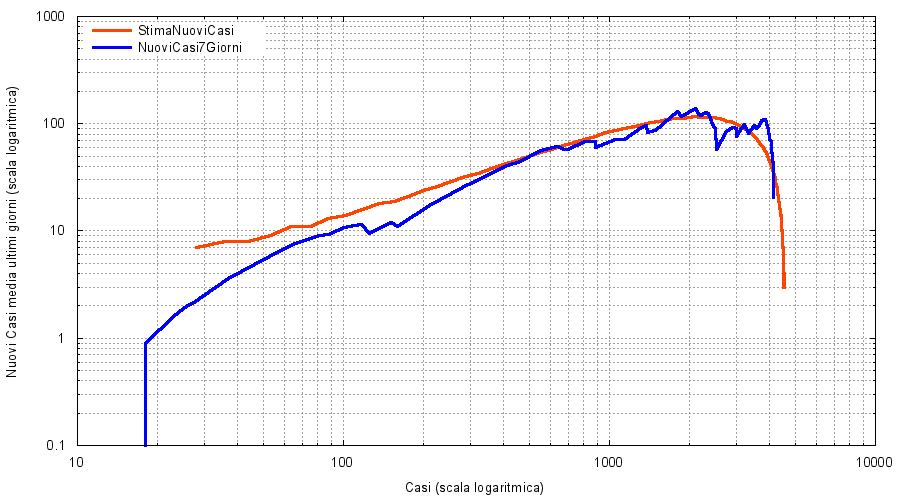 1000
StimaNuoviCasi
NuoviCasi7Giorni
100
10
1
0.1
10
100
1000
10000
Nuovi Casi media ultimi giorni (scala logaritmica)
Casi (scala logaritmica)